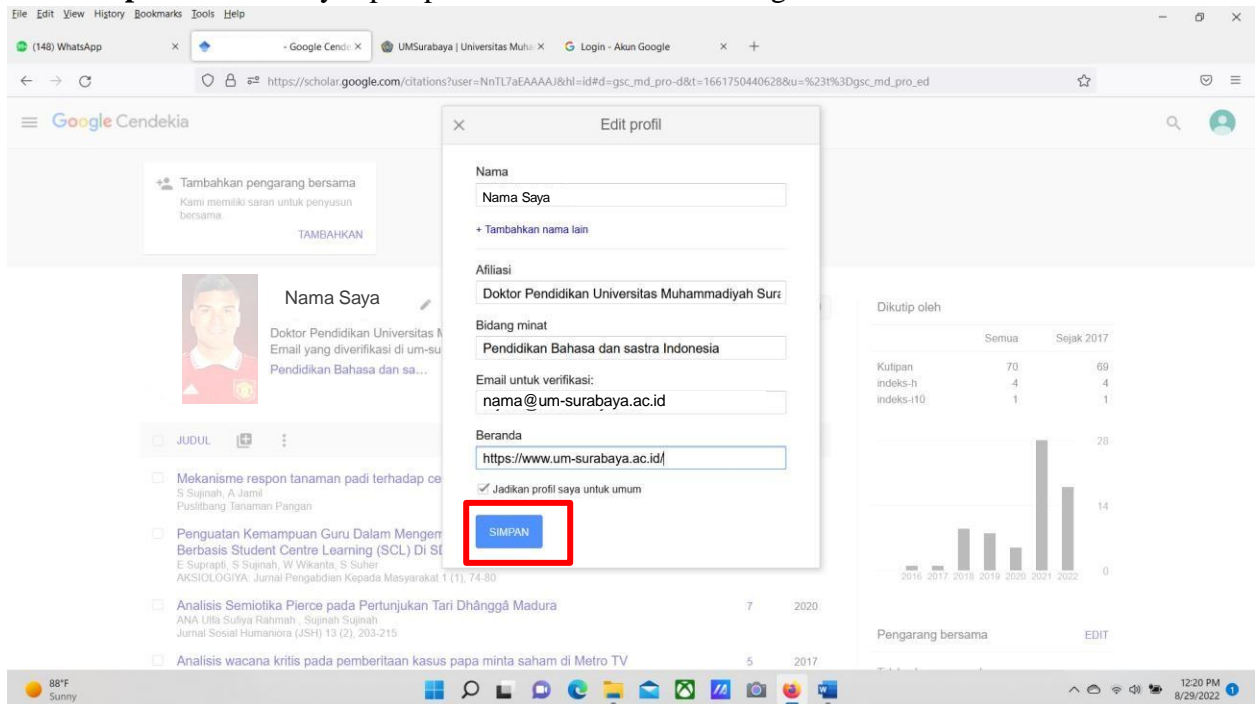 File Edit View History Bookmarks Tools Help
(148) WhatsApp
- Google Cende
UMSurabaya | Universitas Muha
Login - Akun Google
https://scholar.google.com/citations?user=NnTL7aEAAAAJ&hl=id#d=gsc_md_pro-d&t=1661750440628&u=%23t%3Dgsc_md_pro_ed
Google Cendekia
Edit profil
Nama
Nama Saya
+ Tambahkan nama lain
Afiliasi
Doktor Pendidikan Universitas Muhammadiyah Sura
Bidang minat
Pendidikan Bahasa dan sastra Indonesia
Email untuk verifikasi:
nama@um-surabaya.ac.id
Beranda
https://www.um-surabaya.ac.id/
Jadikan profil saya untuk umum
SIMPAN
Tambahkan pengarang bersama
Kami memiliki saran untuk penyusun
bersama.
TAMBAHKAN
Nama Saya
Doktor Pendidikan Universitas M
Email yang diverifikasi di um-su
Pendidikan Bahasa dan sa...
JUDUL
Mekanisme respon tanaman padi terhadap ce
S Sujinah, A Jamil
Puslitbang Tanaman Pangan
Penguatan Kemampuan Guru Dalam Mengem
Berbasis Student Centre Learning (SCL) Di SD
E Suprapti, S Sujinah, W Wikanta, S Suher
AKSIOLOGIYA: Jurnal Pengabdian Kepada Masyarakat 1 (1), 74-80
Analisis Semiotika Pierce pada Pertunjukan Tari Dhânggâ Madura 7 2020
ANA Ulfa Sufiya Rahmah , Sujinah Sujinah
Jurnal Sosial Humaniora (JSH) 13 (2), 203-215
Analisis wacana kritis pada pemberitaan kasus papa minta saham di Metro TV 5 2017
Dikutip oleh
Semua Sejak 2017
Kutipan 70 69
indeks-h 4 4
indeks-i10 1 1
28
14
0
2016 2017 2018 2019 2020 2021 2022
Pengarang bersama EDIT
88°F
Sunny
12:20 PM
8/29/2022
1